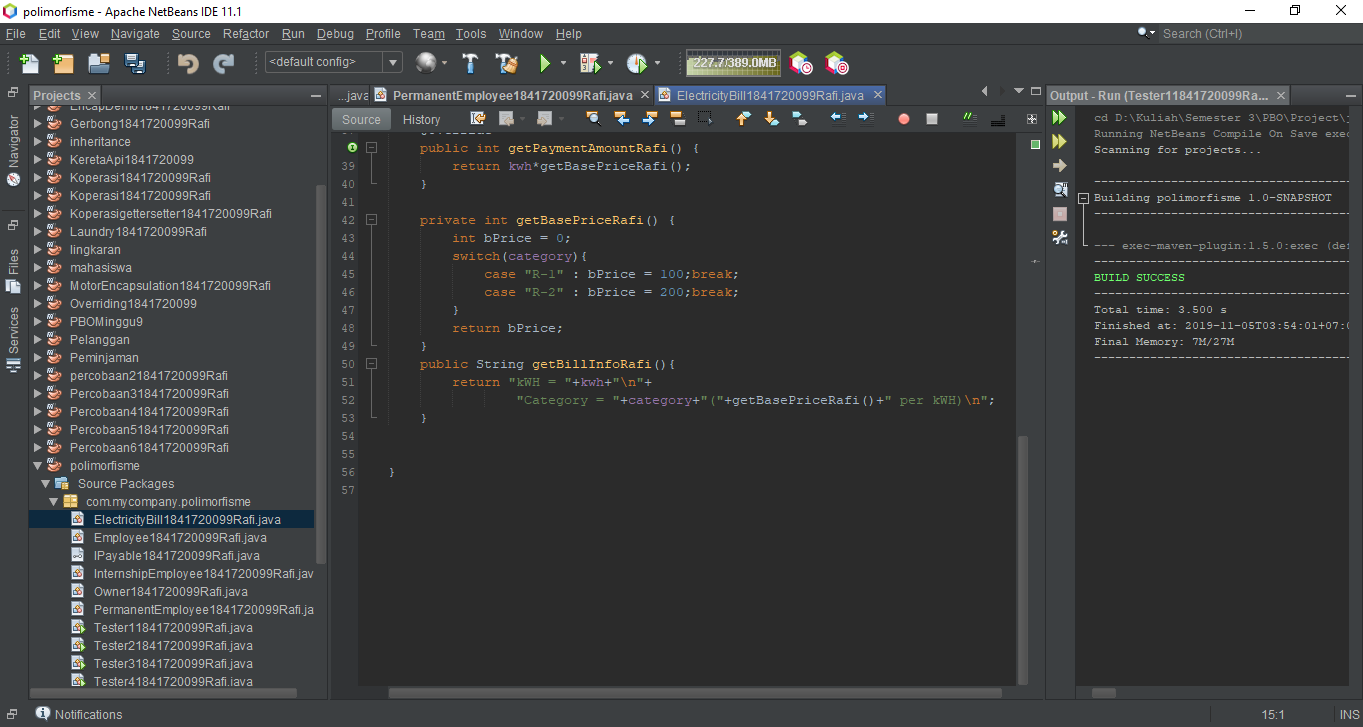 polimorfisme - Apache NetBeans IDE 11.1
File Edit View Navigate Source Refactor Run Debug Profile Team Tools Window Help
Search (Ctrl+I)
<default config>
227.7/389.0MB
Projects
Navigator
Files
Services
EncapDemo1841720099Rafi
Gerbong1841720099Rafi
inheritance
KeretaApi1841720099
Koperasi1841720099Rafi
Koperasi1841720099Rafi
Koperasigettersetter1841720099Rafi
Laundry1841720099Rafi
lingkaran
mahasiswa
MotorEncapsulation1841720099Rafi
Overriding1841720099
PBOMinggu9
Pelanggan
Peminjaman
percobaan21841720099Rafi
Percobaan31841720099Rafi
Percobaan41841720099Rafi
Percobaan51841720099Rafi
Percobaan61841720099Rafi
polimorfisme
Source Packages
com.mycompany.polimorfisme
ElectricityBill1841720099Rafi.java
Employee1841720099Rafi.java
IPayable1841720099Rafi.java
InternshipEmployee1841720099Rafi.jav
Owner1841720099Rafi.java
PermanentEmployee1841720099Rafi.ja
Tester11841720099Rafi.java
Tester21841720099Rafi.java
Tester31841720099Rafi.java
Tester41841720099Rafi.java
...java PermanentEmployee1841720099Rafi.java ElectricityBill1841720099Rafi.java
Source History
public int getPaymentAmountRafi() {
39 return kwh*getBasePriceRafi();
40 }
41
42 private int getBasePriceRafi() {
43 int bPrice = 0;
44 switch(category){
45 case "R-1" : bPrice = 100;break;
46 case "R-2" : bPrice = 200;break;
47 }
48 return bPrice;
49 }
50 public String getBillInfoRafi(){
51 return "kWH = "+kwh+"\n"+
52 "Category = "+category+"("+getBasePriceRafi()+" per kWH)\n";
53 }
54
55
56 }
57
Output - Run (Tester11841720099Ra...
cd D:\Kuliah\Semester 3\PBO\Project\
Running NetBeans Compile On Save exec
Scanning for projects...
------------------------------------
Building polimorfisme 1.0-SNAPSHOT
------------------------------------
--- exec-maven-plugin:1.5.0:exec (def
------------------------------------
BUILD SUCCESS
------------------------------------
Total time: 3.500 s
Finished at: 2019-11-05T03:54:01+07:0
Final Memory: 7M/27M
------------------------------------
Notifications
15:1 INS